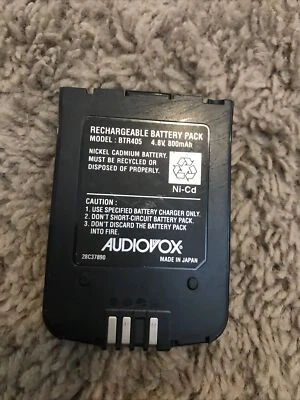 RECHARGEABLE BATTERY PACK
MODEL : BTR405 4.8V, 800mAh
NICKEL CADMIUM BATTERY.
MUST BE RECYCLED OR
DISPOSED OF PROPERLY.
Ni-Cd
CAUTION :
1. USE SPECIFIED BATTERY CHARGER ONLY.
2. DON'T SHORT-CIRCUIT BATTERY PACK.
3. DON'T DISCARD THE BATTERY PACK
INTO FIRE.
AUDIOVOX
28C37890 MADE IN JAPAN